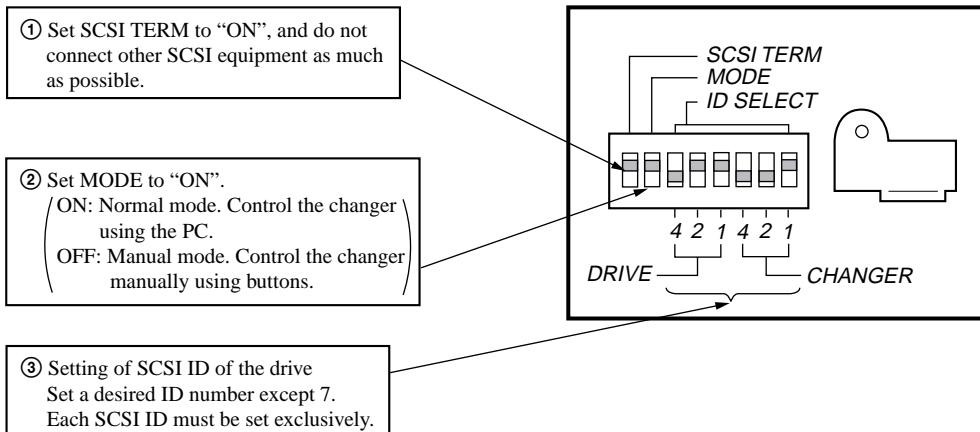 ① Set SCSI TERM to “ON”, and do not
connect other SCSI equipment as much
as possible.
② Set MODE to “ON”.
ON: Normal mode. Control the changer
using the PC.
OFF: Manual mode. Control the changer
manually using buttons.
③ Setting of SCSI ID of the drive
Set a desired ID number except 7.
Each SCSI ID must be set exclusively.
SCSI TERM
MODE
ID SELECT
4 2 1 4 2 1
DRIVE CHANGER